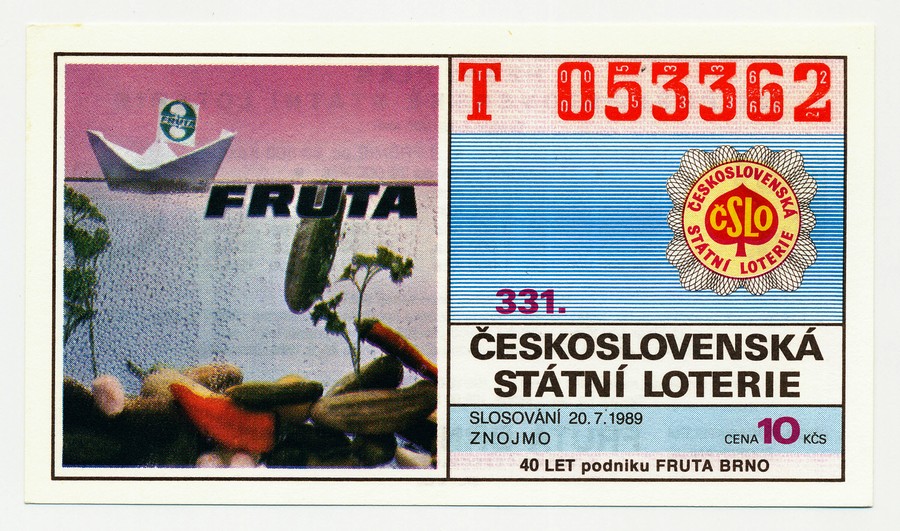 FRUTA
FRUTA
T 053362
ČESKOSLOVENSKÁ
STÁTNÍ LOTERIE
ČSLO
331.
ČESKOSLOVENSKÁ
STÁTNÍ LOTERIE
SLOSOVÁNÍ 20.7.1989
ZNOJMO
CENA 10 KČS
40 LET podniku FRUTA BRNO